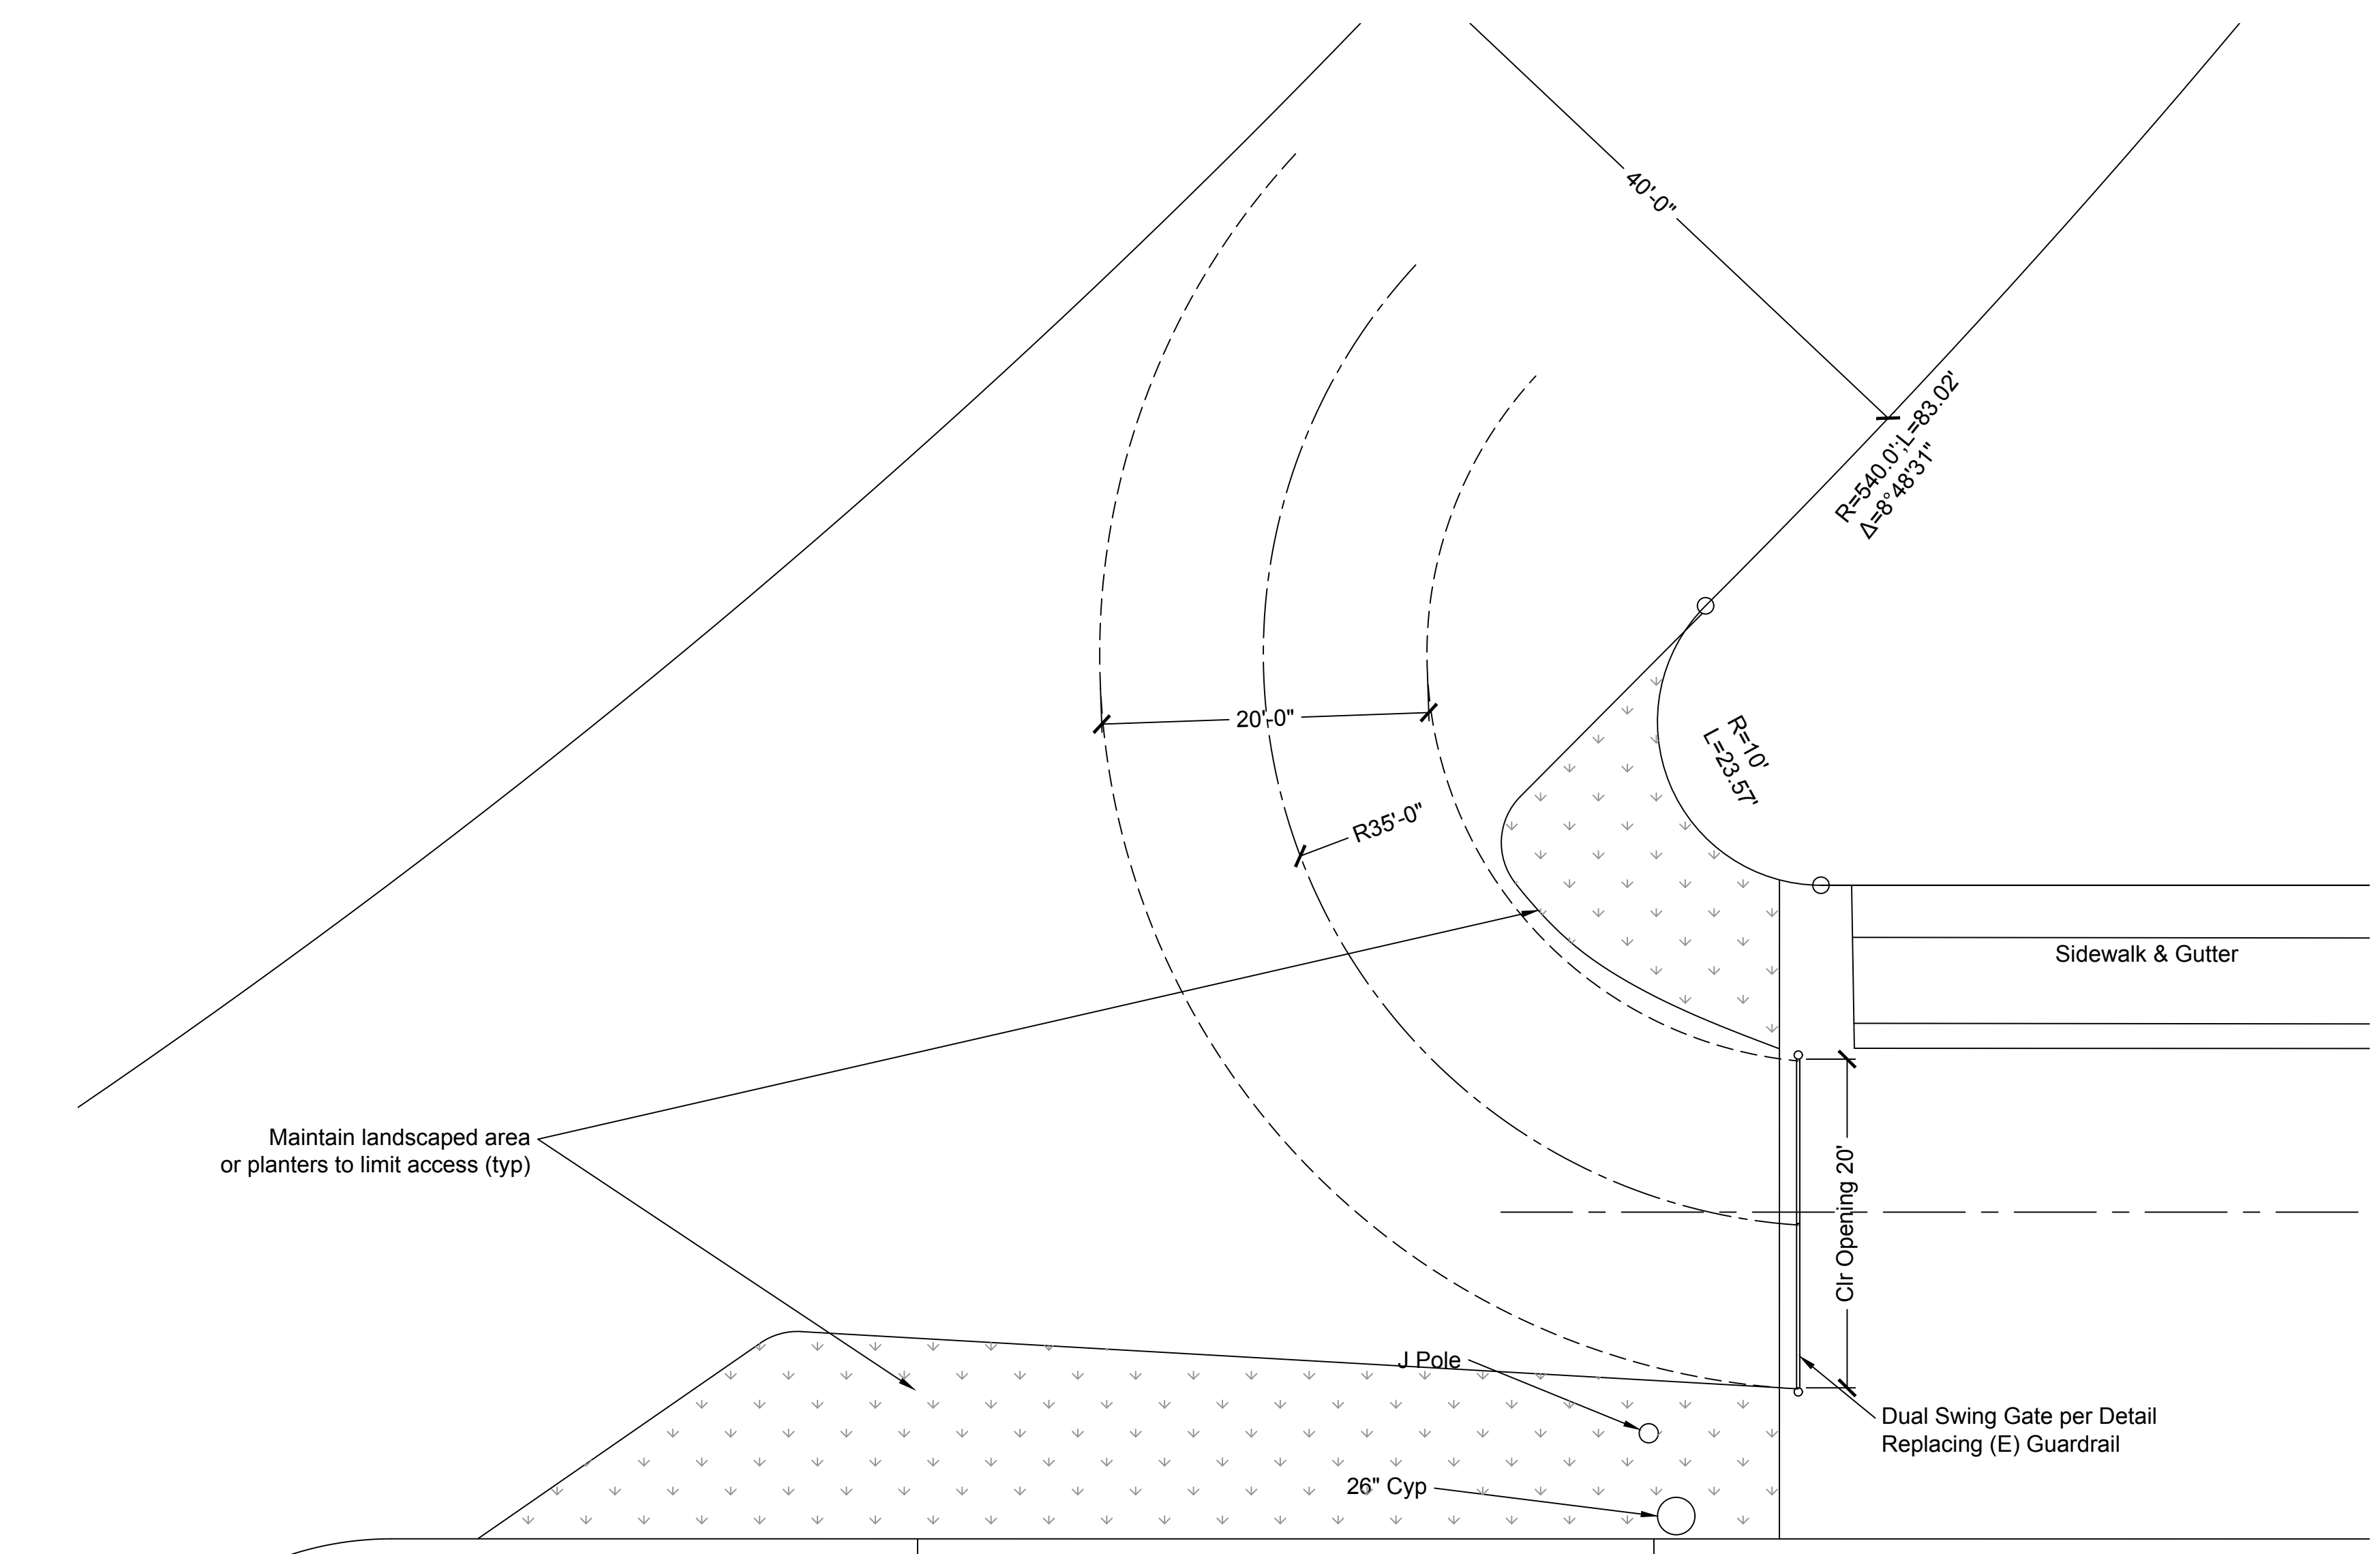 40'-0"
R=540.0';L=83.02'
Δ=8°48'31"
20'-0"
R=10'
L=23.57'
R35'-0"
Sidewalk & Gutter
Maintain landscaped area
or planters to limit access (typ)
Clr Opening 20'
J Pole
Dual Swing Gate per Detail
Replacing (E) Guardrail
26" Cyp